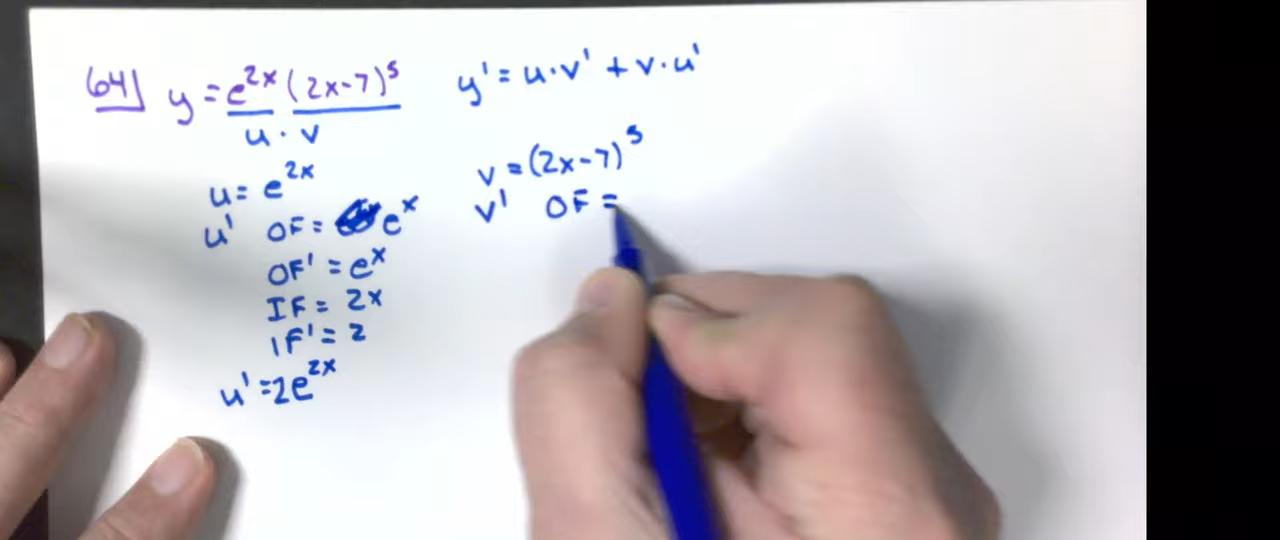 64] y = e^{2x} (2x-7)^5
u · v
y' = u·v' + v·u'
u = e^{2x}
u' OF = e^x
OF' = e^x
IF = 2x
IF' = 2
u' = 2e^{2x}
v = (2x-7)^5
v' OF =